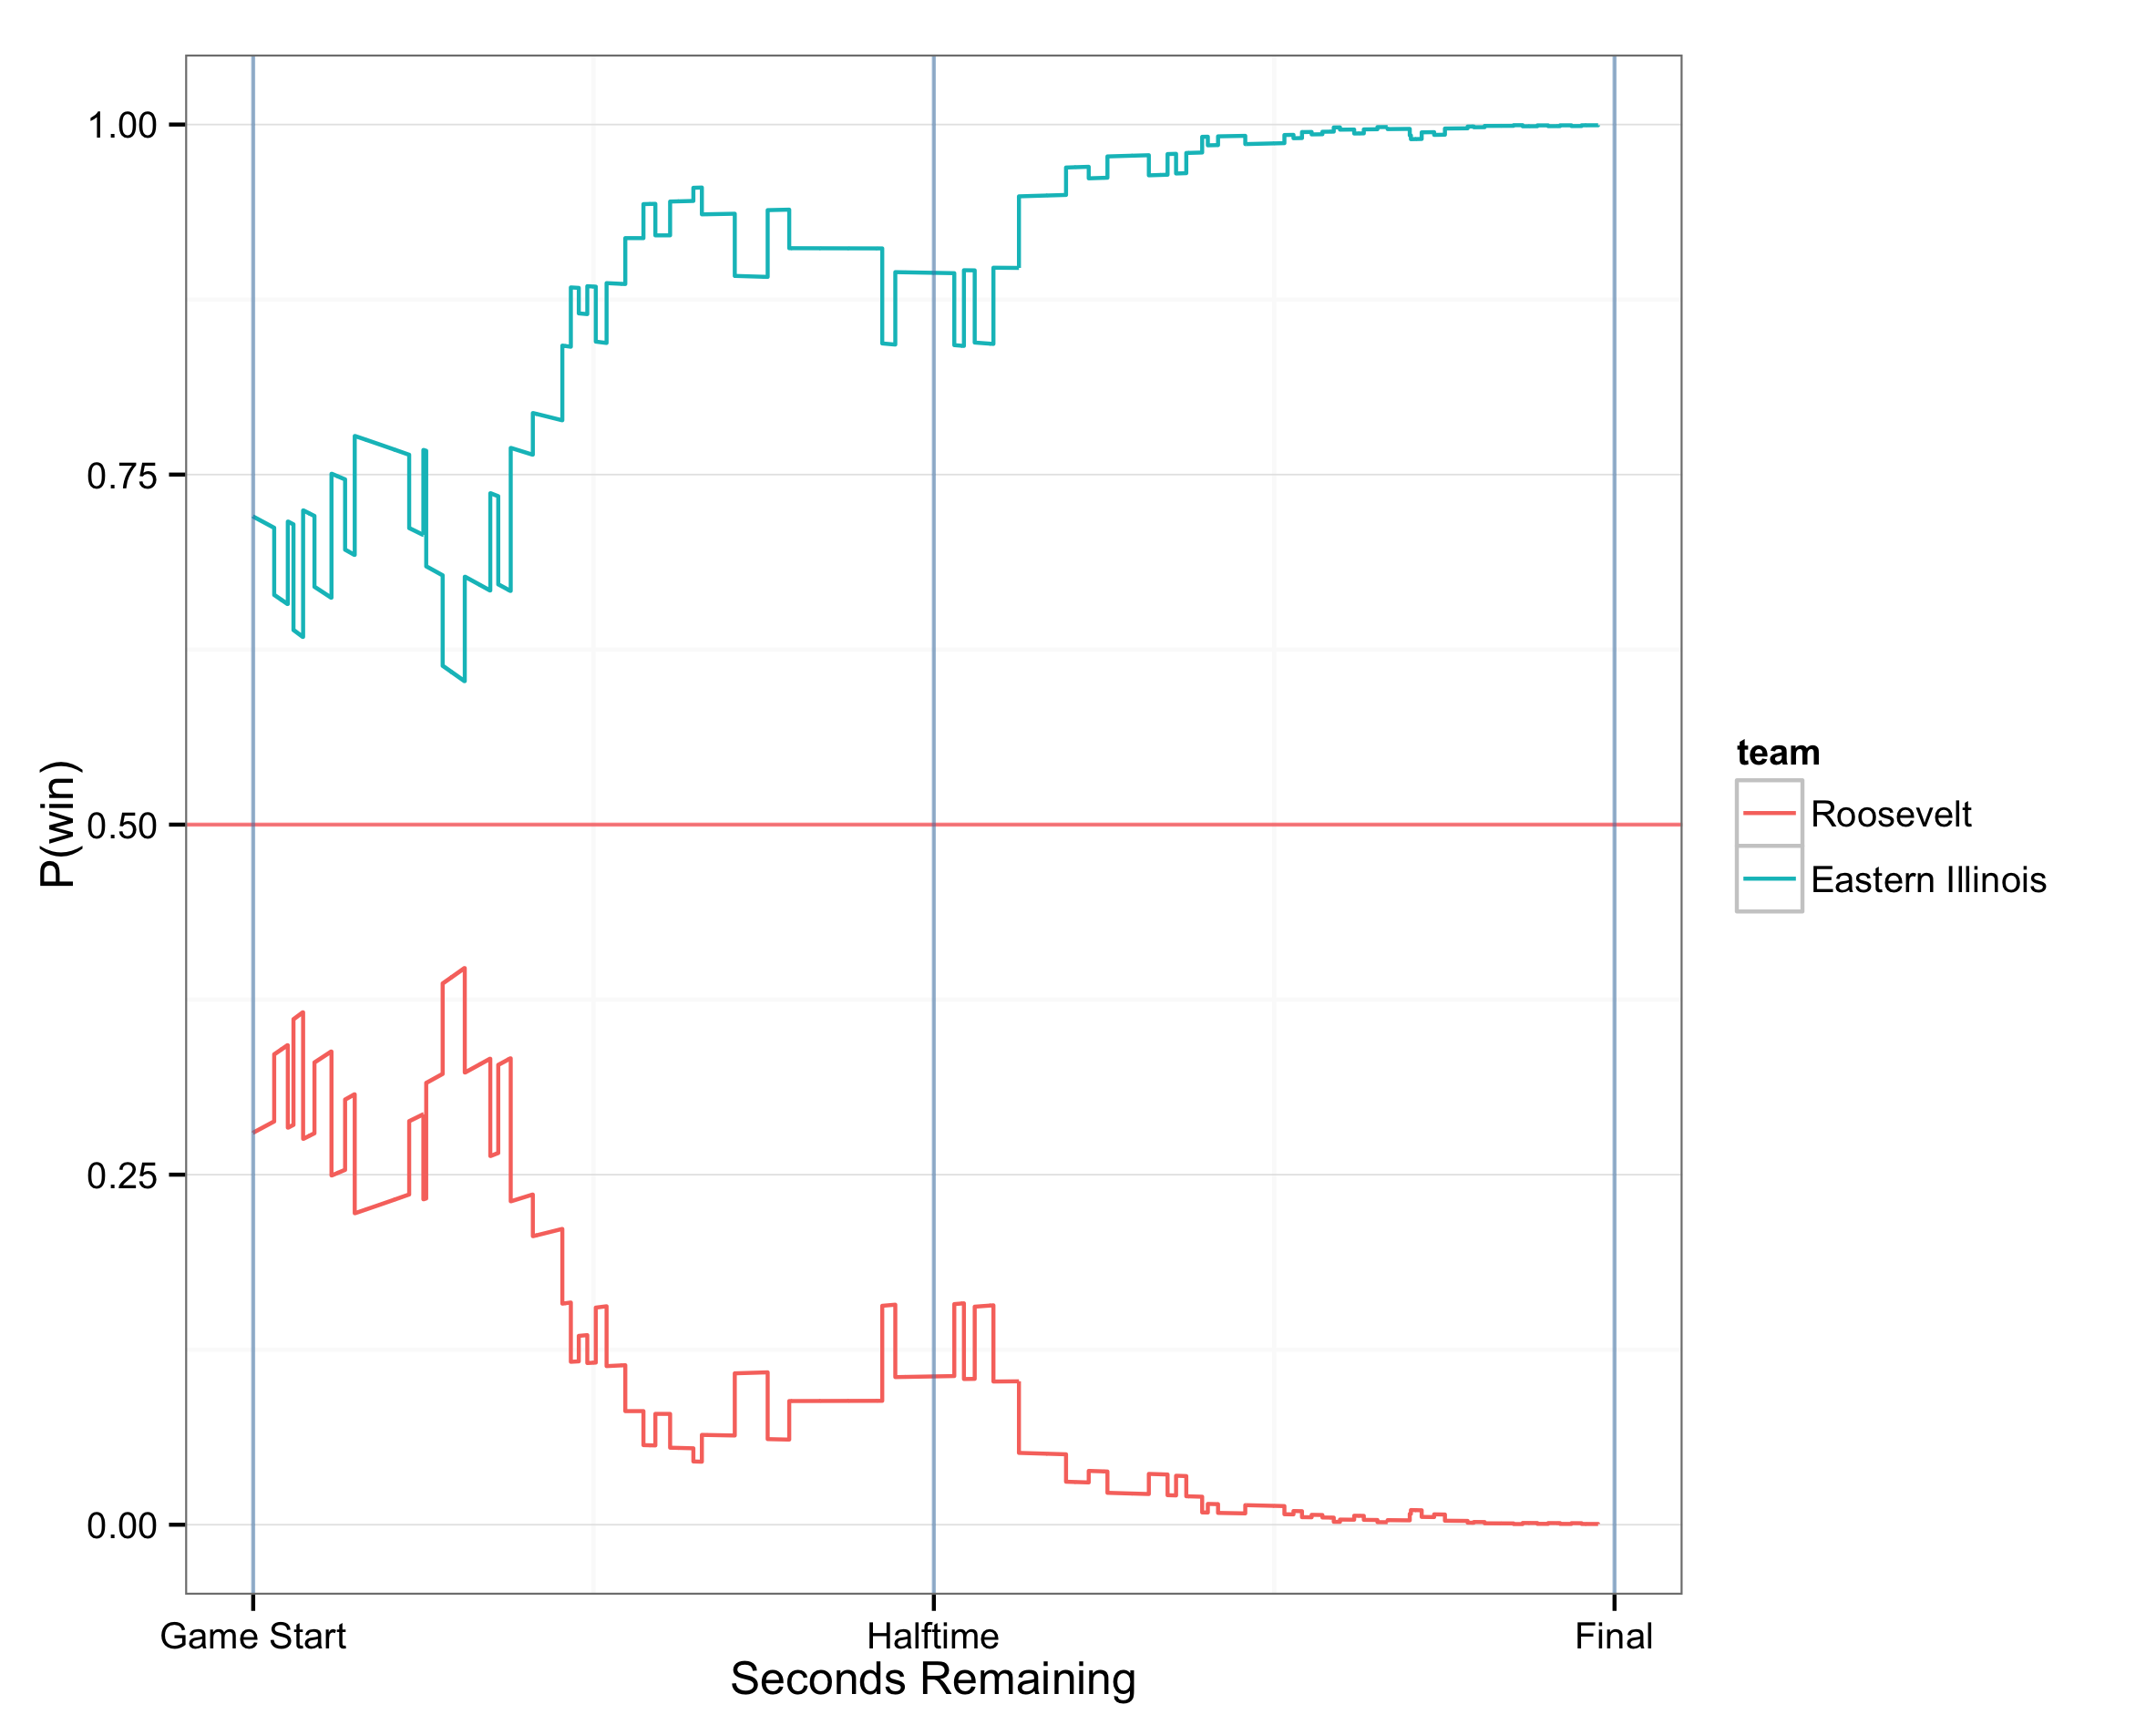 P(win)
1.00
0.75
0.50
0.25
0.00
Game Start
Halftime
Final
Seconds Remaining
team
Roosevelt
Eastern Illinois